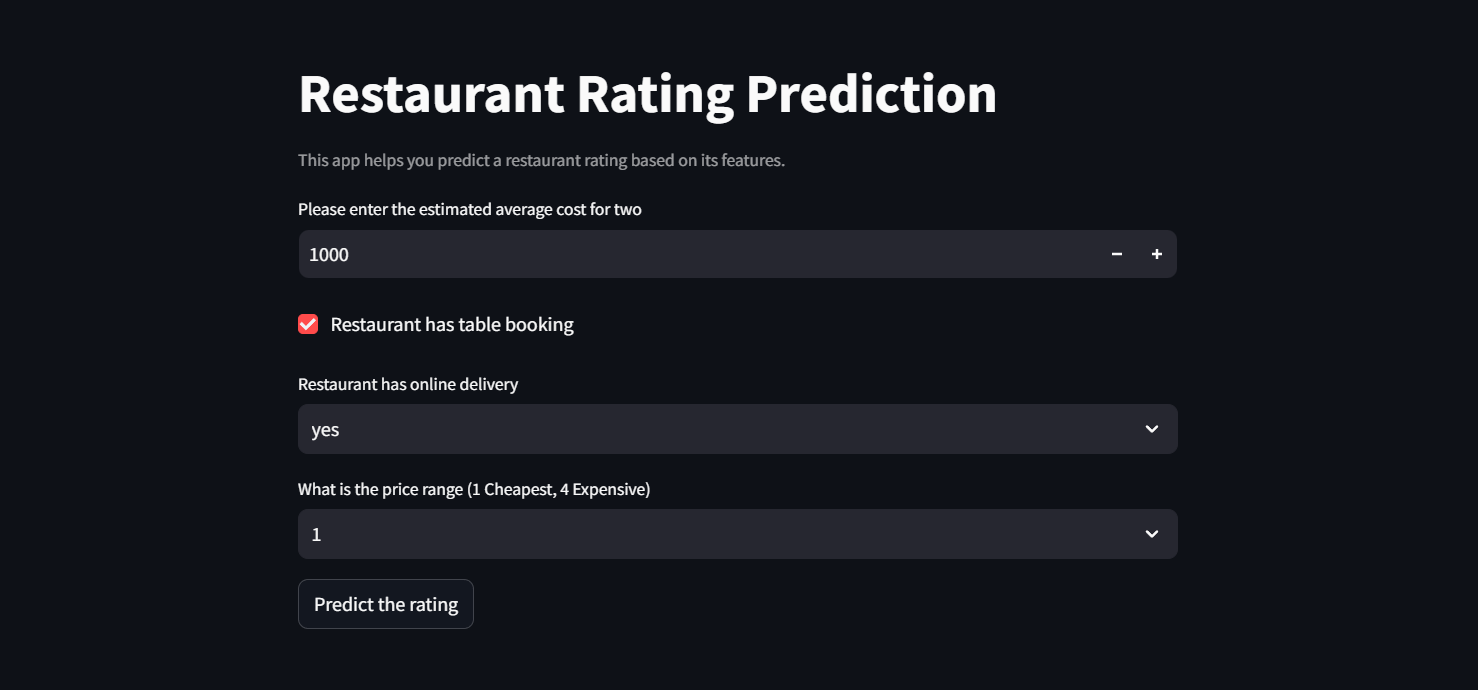 Restaurant Rating Prediction
This app helps you predict a restaurant rating based on its features.
Please enter the estimated average cost for two
1000
Restaurant has table booking
Restaurant has online delivery
yes
What is the price range (1 Cheapest, 4 Expensive)
1
Predict the rating